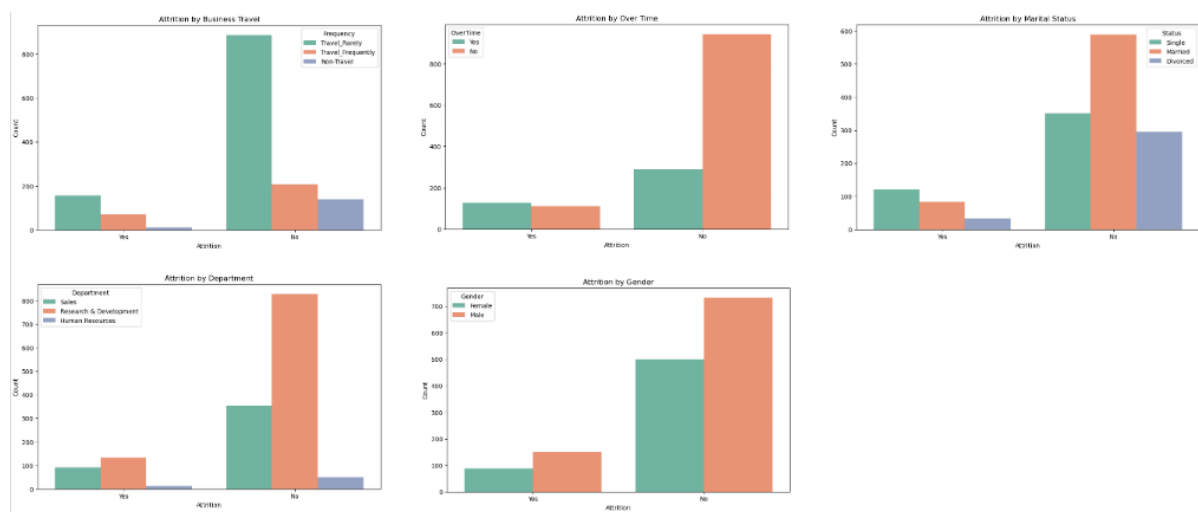 Attrition by Business Travel
Frequency
Travel_Rarely
Travel_Frequently
Non-Travel
800
600
400
200
0
Count
Yes
No
Attrition
Attrition by Over Time
OverTime
Yes
No
800
600
400
200
0
Count
Yes
No
Attrition
Attrition by Marital Status
Status
Single
Married
Divorced
600
500
400
300
200
100
0
Count
Yes
No
Attrition
Attrition by Department
Department
Sales
Research & Development
Human Resources
800
700
600
500
400
300
200
100
0
Count
Yes
No
Attrition
Attrition by Gender
Gender
Female
Male
700
600
500
400
300
200
100
0
Count
Yes
No
Attrition